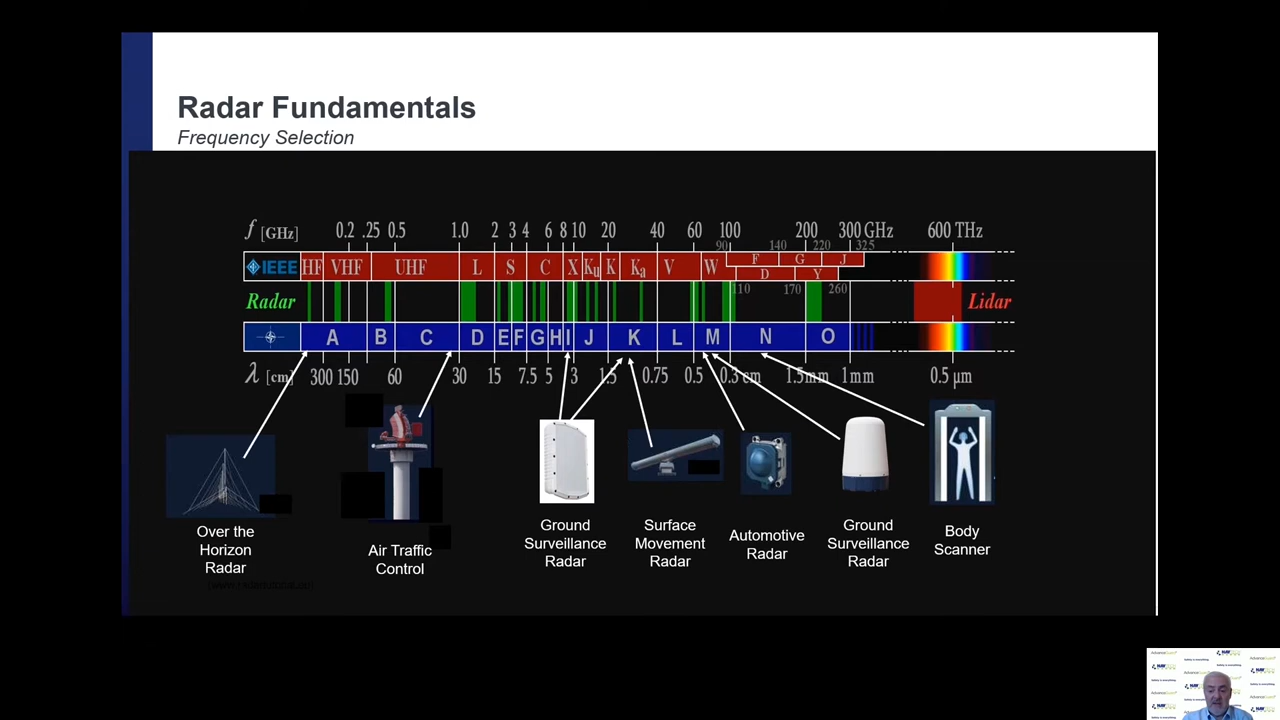 Radar Fundamentals
Frequency Selection
f [GHz] 0.2 .25 0.5 1.0 2 3 4 6 8 10 20 40 60 100 200 300 GHz 600 THz
90 140 220 325
IEEE HF VHF UHF L S C X Ku K Ka V W F G J
D Y
110 170 260
Radar Lidar
A B C D E F G H I J K L M N O
λ [cm] 300 150 60 30 15 7.5 5 3 1.5 0.75 0.5 0.3 cm 1.5mm 1mm 0.5 µm
Over the
Horizon
Radar
Air Traffic
Control
Ground
Surveillance
Radar
Surface
Movement
Radar
Automotive
Radar
Ground
Surveillance
Radar
Body
Scanner